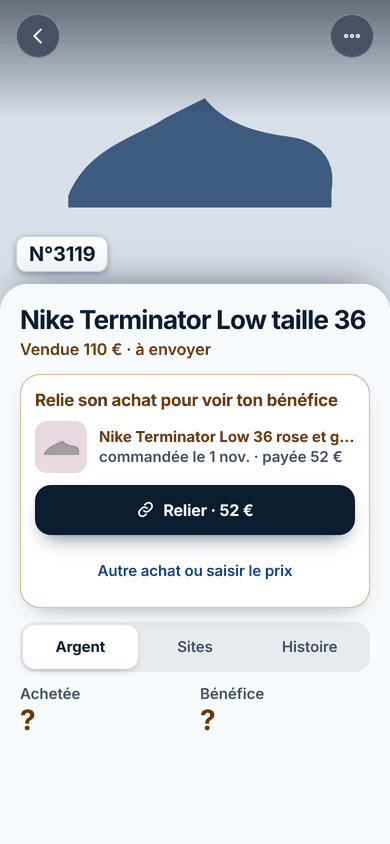 N°3119
Nike Terminator Low taille 36
Vendue 110 € · à envoyer
Relie son achat pour voir ton bénéfice
Nike Terminator Low 36 rose et g...
commandée le 1 nov. · payée 52 €
Relier · 52 €
Autre achat ou saisir le prix
Argent Sites Histoire
Achetée Bénéfice
? ?